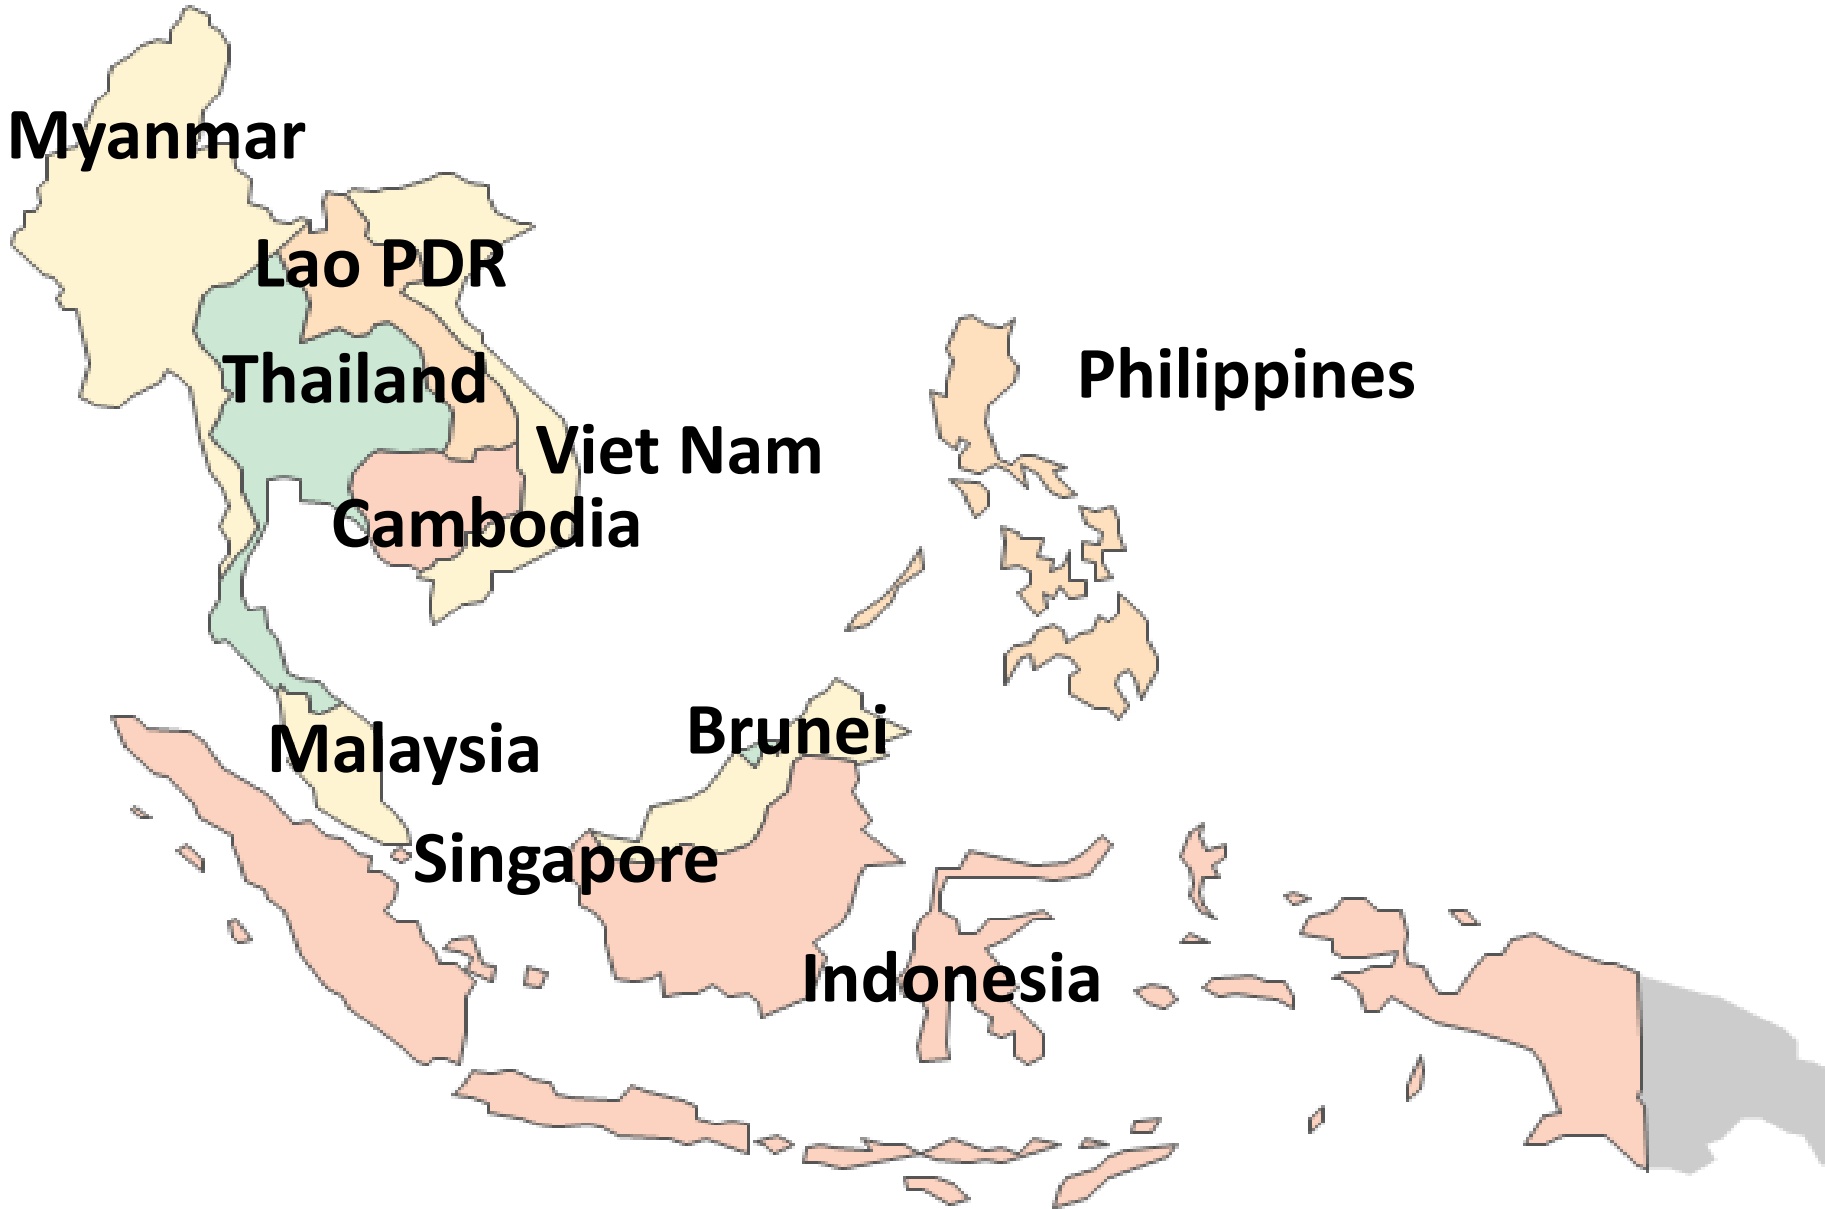 Myanmar
Lao PDR
Thailand
Philippines
Viet Nam
Cambodia
Brunei
Malaysia
Singapore
Indonesia